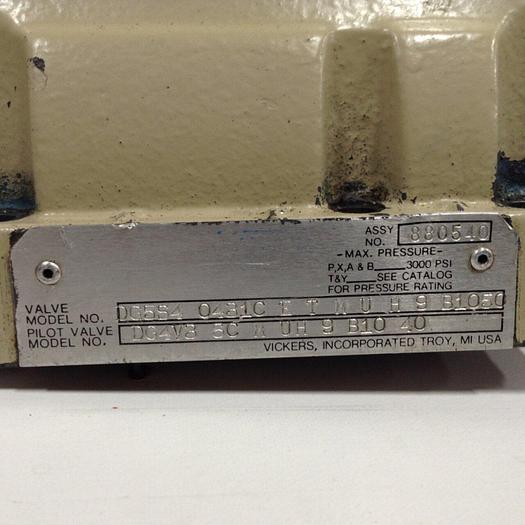 ASSY
NO. 880540
-MAX. PRESSURE-
P,X,A & B 3000 PSI
T&Y SEE CATALOG
FOR PRESSURE RATING
VALVE
MODEL NO. DG5S4 0481C E T M U H 9 B1050
PILOT VALVE
MODEL NO. DG4V3 5C M UH 9 B10 40
VICKERS, INCORPORATED TROY, MI USA